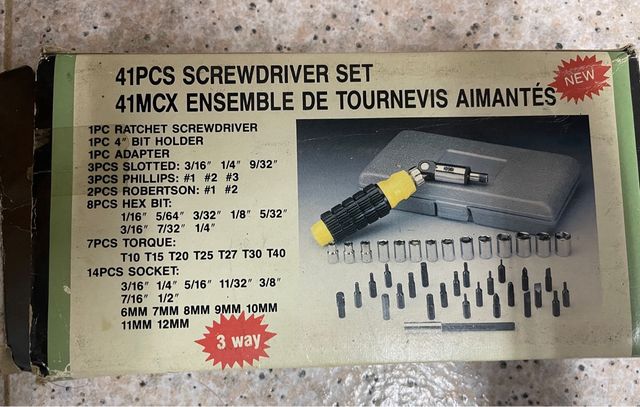 41PCS SCREWDRIVER SET
41MCX ENSEMBLE DE TOURNEVIS AIMANTÉS
NEW
1PC RATCHET SCREWDRIVER
1PC 4" BIT HOLDER
1PC ADAPTER
3PCS SLOTTED: 3/16" 1/4" 9/32"
3PCS PHILLIPS: #1 #2 #3
2PCS ROBERTSON: #1 #2
8PCS HEX BIT:
1/16" 5/64" 3/32" 1/8" 5/32"
3/16" 7/32" 1/4"
7PCS TORQUE:
T10 T15 T20 T25 T27 T30 T40
14PCS SOCKET:
3/16" 1/4" 5/16" 11/32" 3/8"
7/16" 1/2"
6MM 7MM 8MM 9MM 10MM
11MM 12MM
3 way